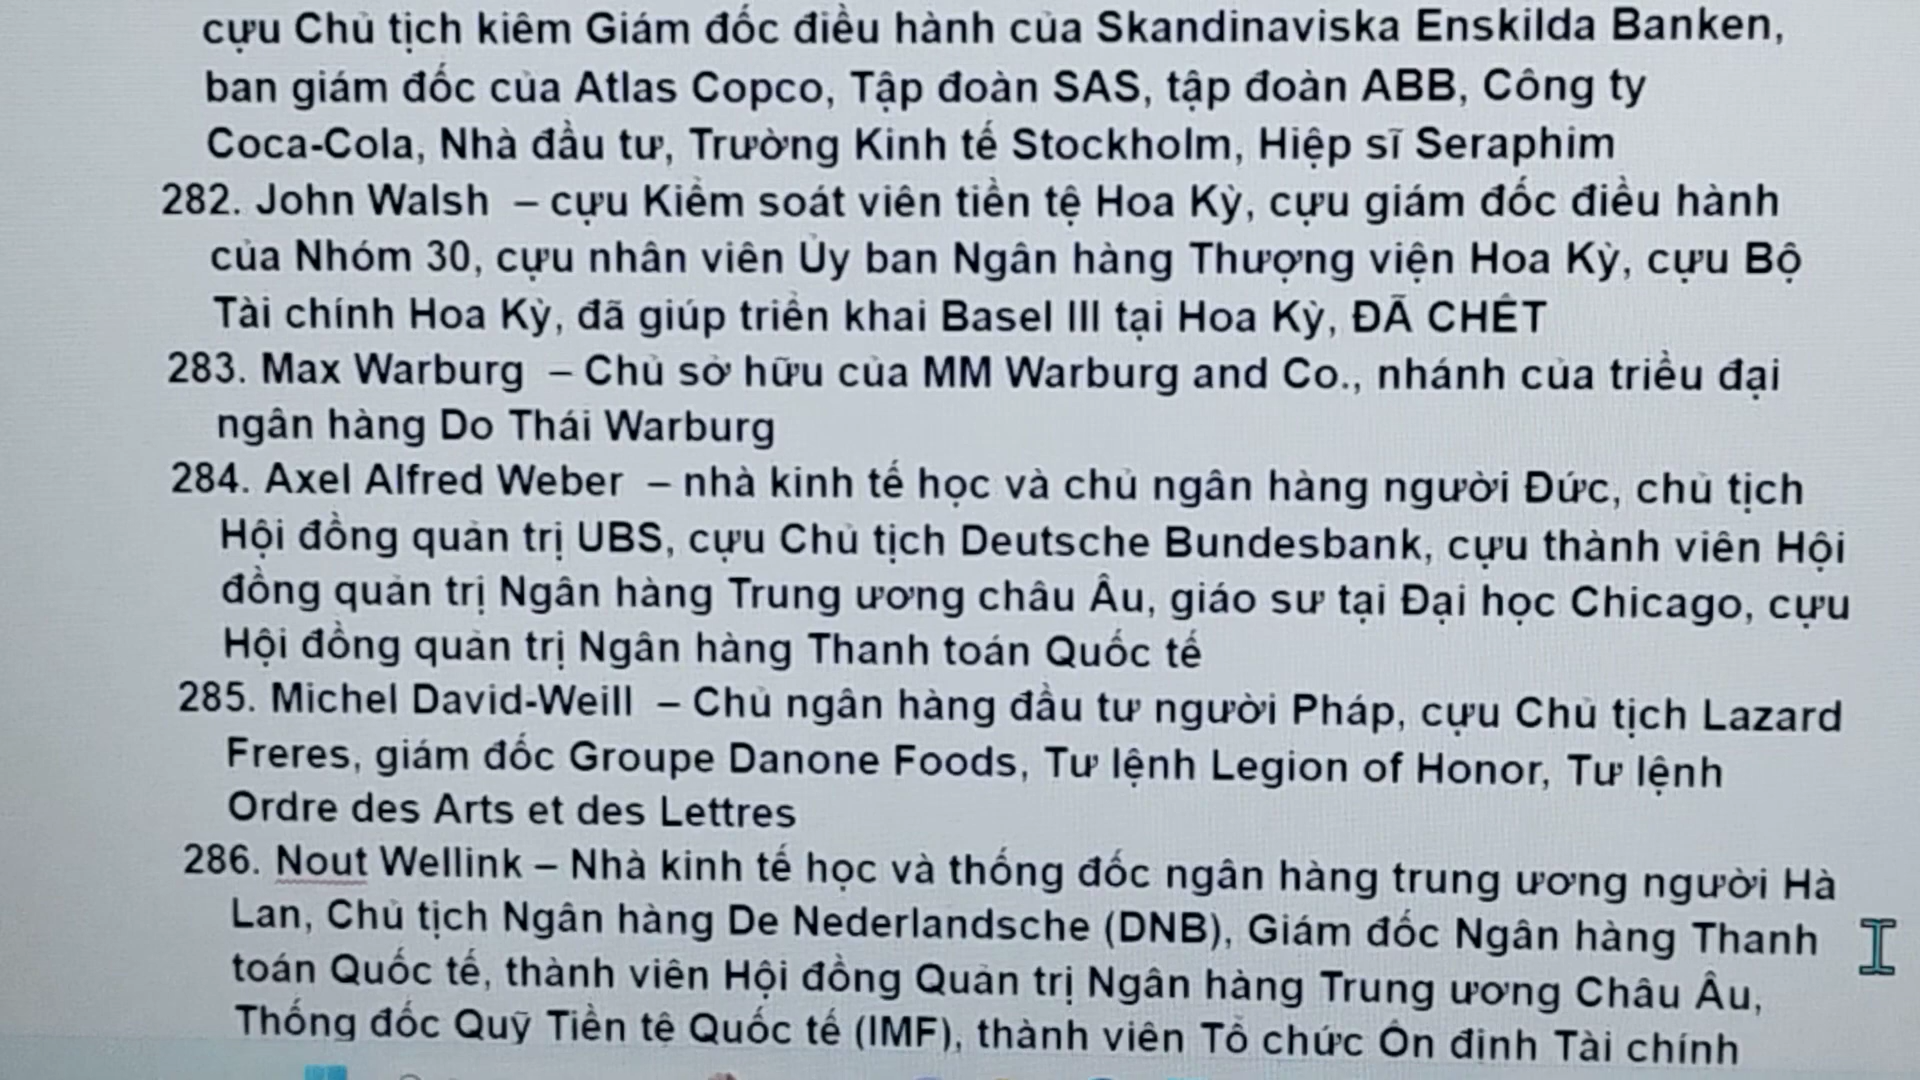 cựu Chủ tịch kiêm Giám đốc điều hành của Skandinaviska Enskilda Banken,
ban giám đốc của Atlas Copco, Tập đoàn SAS, tập đoàn ABB, Công ty
Coca-Cola, Nhà đầu tư, Trường Kinh tế Stockholm, Hiệp sĩ Seraphim
282. John Walsh – cựu Kiểm soát viên tiền tệ Hoa Kỳ, cựu giám đốc điều hành
của Nhóm 30, cựu nhân viên Ủy ban Ngân hàng Thượng viện Hoa Kỳ, cựu Bộ
Tài chính Hoa Kỳ, đã giúp triển khai Basel III tại Hoa Kỳ, ĐÃ CHẾT
283. Max Warburg – Chủ sở hữu của MM Warburg and Co., nhánh của triều đại
ngân hàng Do Thái Warburg
284. Axel Alfred Weber – nhà kinh tế học và chủ ngân hàng người Đức, chủ tịch
Hội đồng quản trị UBS, cựu Chủ tịch Deutsche Bundesbank, cựu thành viên Hội
đồng quản trị Ngân hàng Trung ương châu Âu, giáo sư tại Đại học Chicago, cựu
Hội đồng quản trị Ngân hàng Thanh toán Quốc tế
285. Michel David-Weill – Chủ ngân hàng đầu tư người Pháp, cựu Chủ tịch Lazard
Freres, giám đốc Groupe Danone Foods, Tư lệnh Legion of Honor, Tư lệnh
Ordre des Arts et des Lettres
286. Nout Wellink – Nhà kinh tế học và thống đốc ngân hàng trung ương người Hà
Lan, Chủ tịch Ngân hàng De Nederlandsche (DNB), Giám đốc Ngân hàng Thanh
toán Quốc tế, thành viên Hội đồng Quản trị Ngân hàng Trung ương Châu Âu,
Thống đốc Quỹ Tiền tệ Quốc tế (IMF), thành viên Tổ chức Ổn định Tài chính